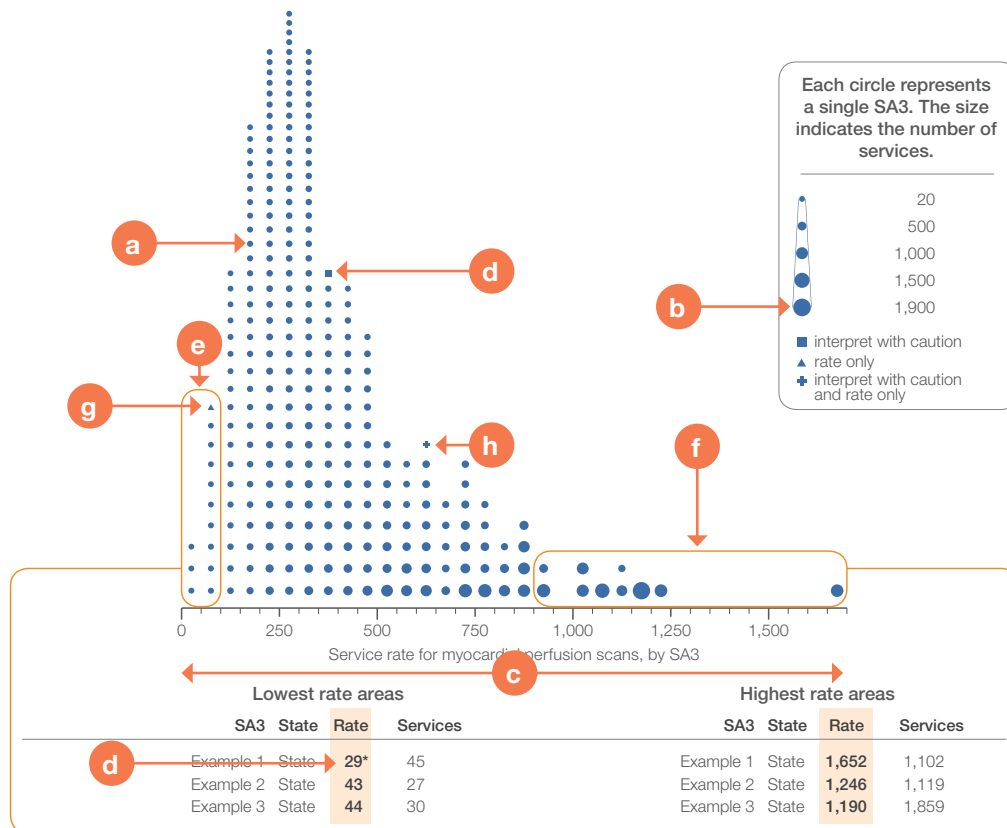 Each circle represents
a single SA3. The size
indicates the number of
services.
20
500
1,000
1,500
1,900
interpret with caution
rate only
interpret with caution
and rate only
a
b
d
e
g
h
f
0 250 500 750 1,000 1,250 1,500
Service rate for myocardial perfusion scans, by SA3
c
Lowest rate areas
SA3 State Rate Services
Example 1 State 29* 45
Example 2 State 43 27
Example 3 State 44 30
d
Highest rate areas
SA3 State Rate Services
Example 1 State 1,652 1,102
Example 2 State 1,246 1,119
Example 3 State 1,190 1,859